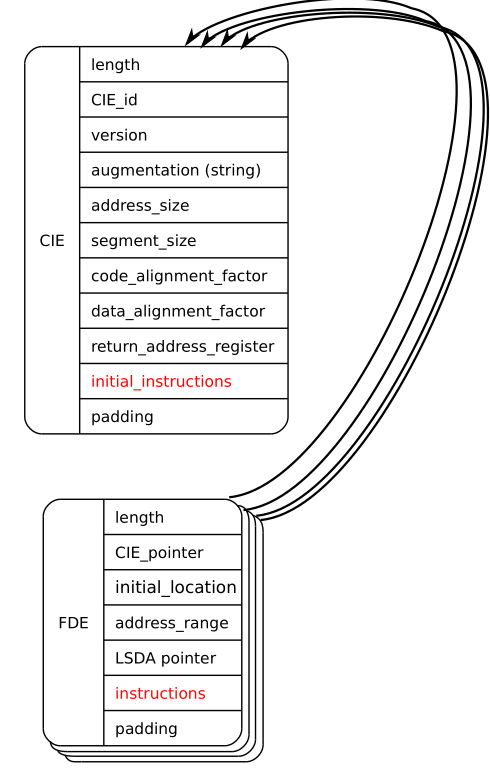 length
CIE_id
version
augmentation (string)
address_size
CIE
segment_size
code_alignment_factor
data_alignment_factor
return_address_register
initial_instructions
padding
length
CIE_pointer
initial_location
FDE
address_range
LSDA pointer
instructions
padding